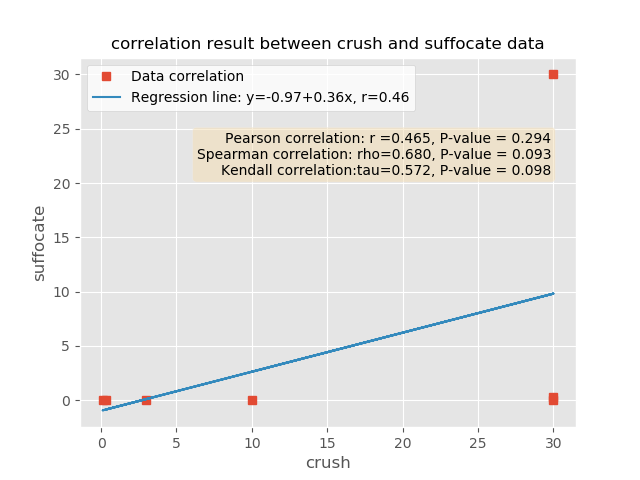 correlation result between crush and suffocate data
Data correlation
Regression line: y=-0.97+0.36x, r=0.46
Pearson correlation: r =0.465, P-value = 0.294
Spearman correlation: rho=0.680, P-value = 0.093
Kendall correlation:tau=0.572, P-value = 0.098
30
25
20
15
10
5
0
suffocate
0 5 10 15 20 25 30
crush